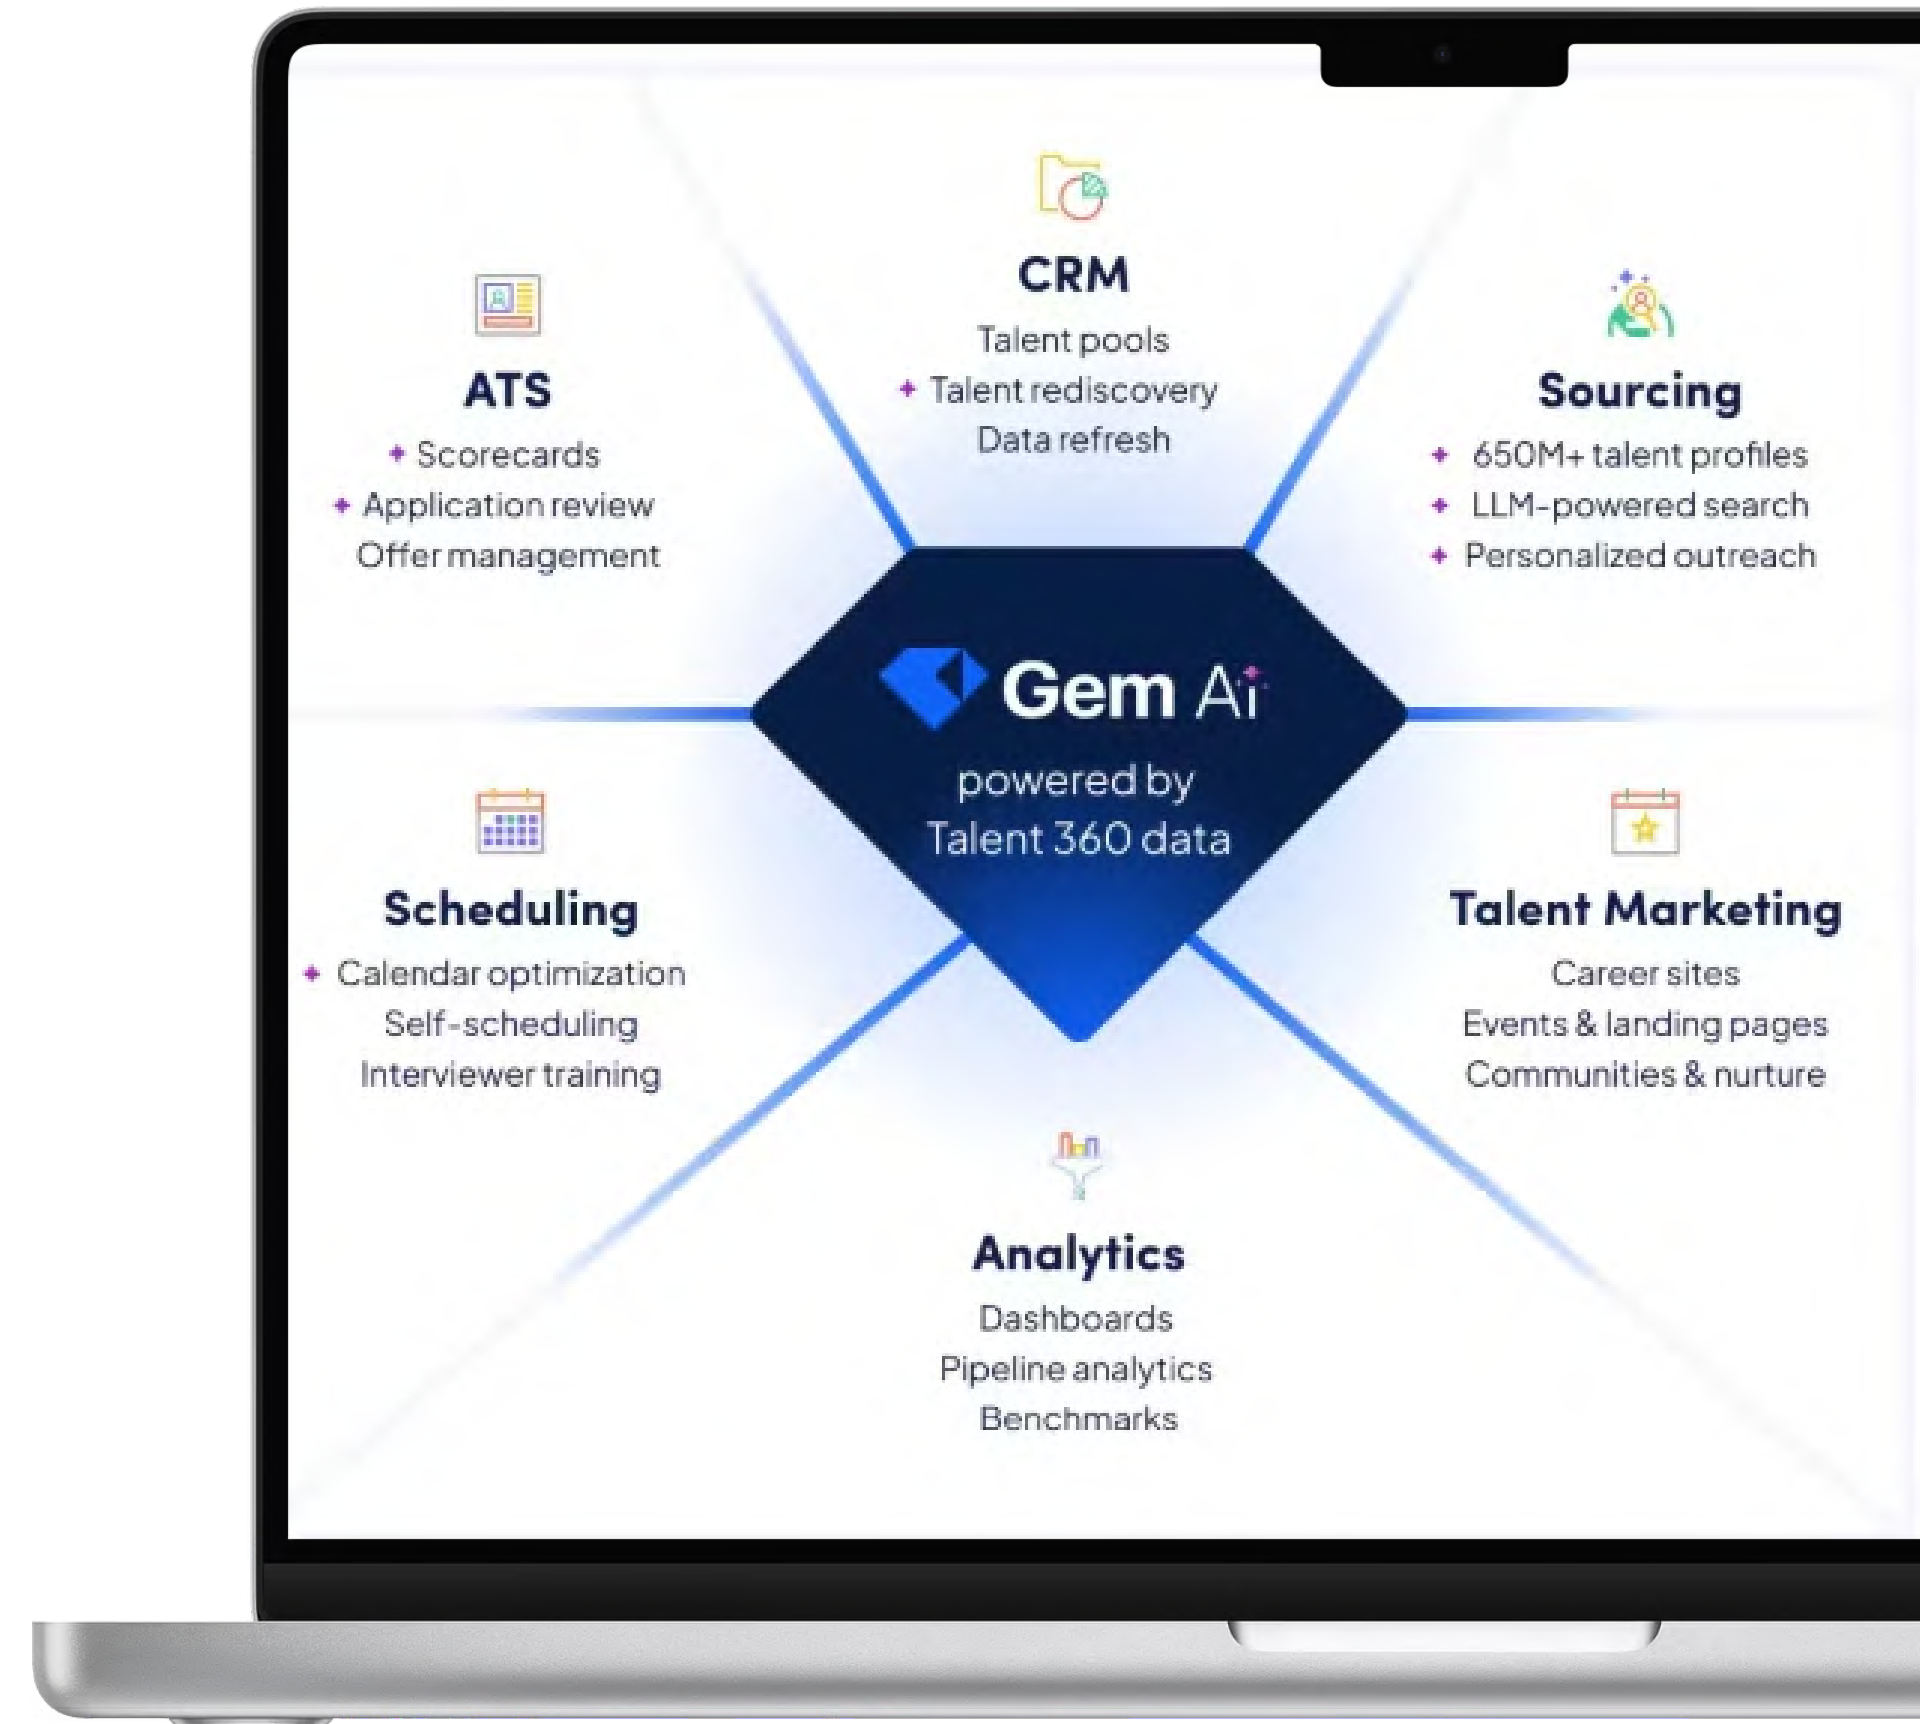 CRM
Talent pools
Talent rediscovery
Data refresh
ATS
Scorecards
Application review
Offer management
Sourcing
650M+ talent profiles
LLM-powered search
Personalized outreach
Gem Ai
powered by
Talent 360 data
Scheduling
Calendar optimization
Self-scheduling
Interviewer training
Talent Marketing
Career sites
Events & landing pages
Communities & nurture
Analytics
Dashboards
Pipeline analytics
Benchmarks